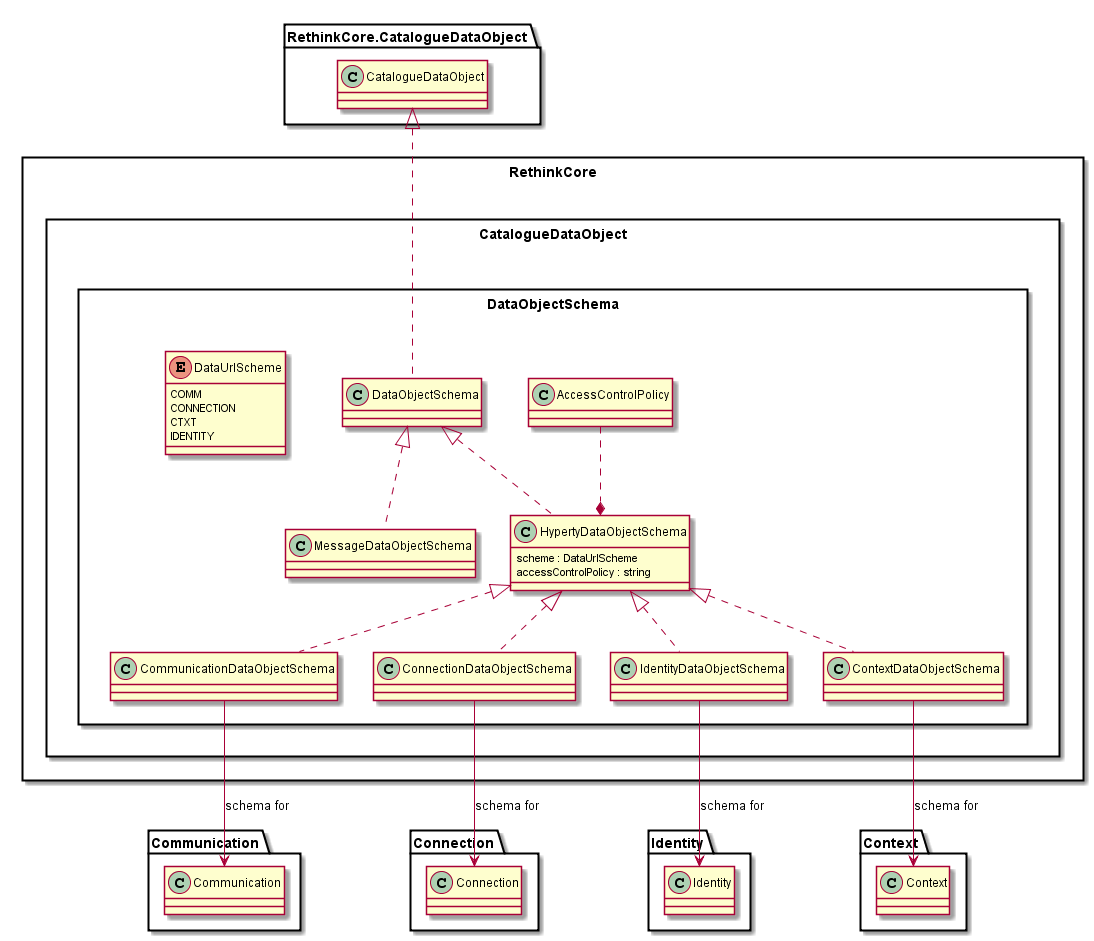 RethinkCore.CatalogueDataObject
C CatalogueDataObject
RethinkCore
CatalogueDataObject
DataObjectSchema
E DataUrlScheme
COMM
CONNECTION
CTXT
IDENTITY
C DataObjectSchema
C AccessControlPolicy
C MessageDataObjectSchema
C HypertyDataObjectSchema
scheme : DataUrlScheme
accessControlPolicy : string
C CommunicationDataObjectSchema
C ConnectionDataObjectSchema
C IdentityDataObjectSchema
C ContextDataObjectSchema
schema for
schema for
schema for
schema for
Communication
Connection
Identity
Context
C Communication
C Connection
C Identity
C Context